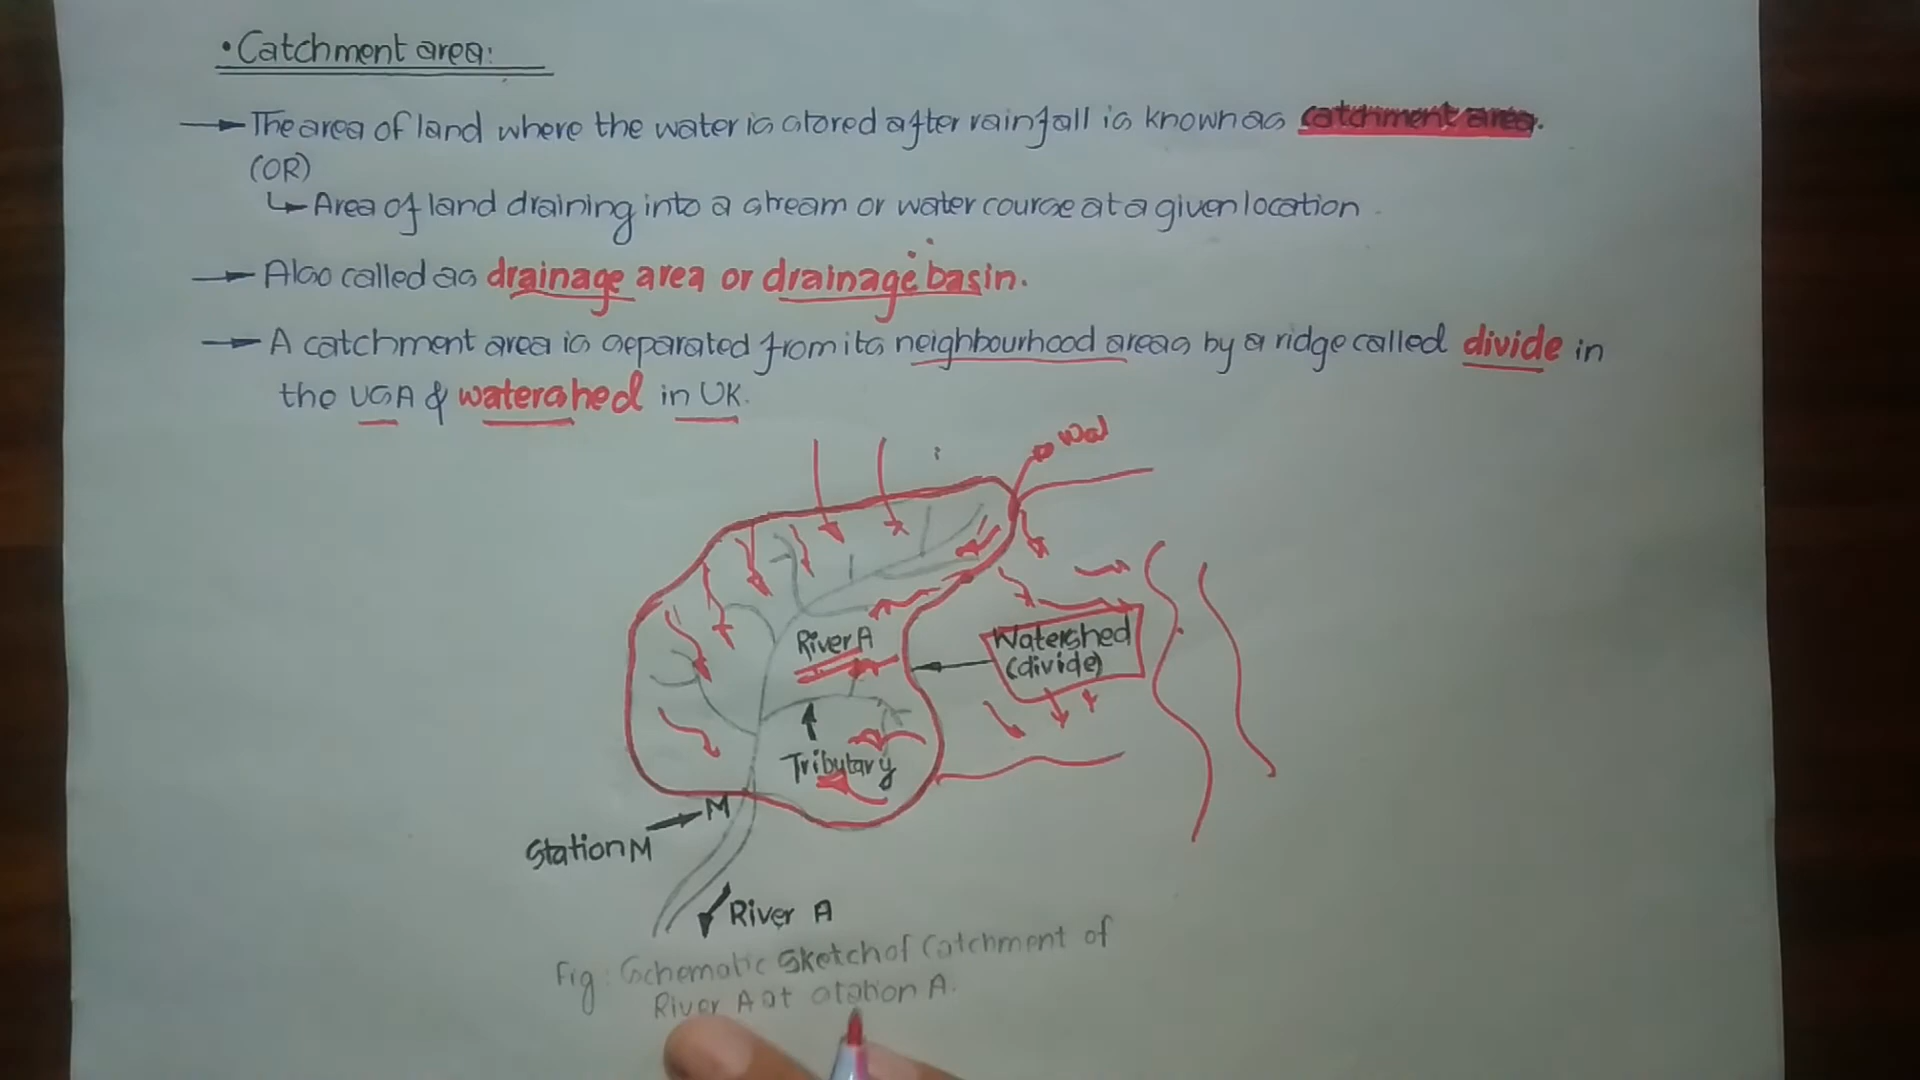 • Catchment area:
→ The area of land where the water is stored after rainfall is known as catchment area.
(OR)
↳ Area of land draining into a stream or water course at a given location.
→ Also called as drainage area or drainage basin.
→ A catchment area is separated from its neighbourhood areas by a ridge called divide in
the USA & watershed in UK.
Wat
River A
Watershed
(divide)
Tributary
M
Station M
River A
Fig: Schematic Sketch of Catchment of
River A at station A.